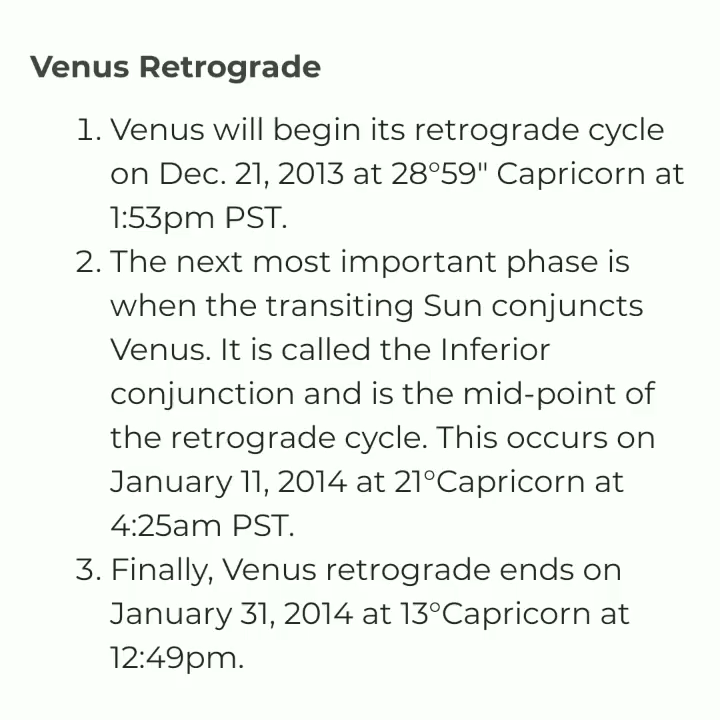 Venus Retrograde
1. Venus will begin its retrograde cycle
on Dec. 21, 2013 at 28°59" Capricorn at
1:53pm PST.
2. The next most important phase is
when the transiting Sun conjuncts
Venus. It is called the Inferior
conjunction and is the mid-point of
the retrograde cycle. This occurs on
January 11, 2014 at 21°Capricorn at
4:25am PST.
3. Finally, Venus retrograde ends on
January 31, 2014 at 13°Capricorn at
12:49pm.